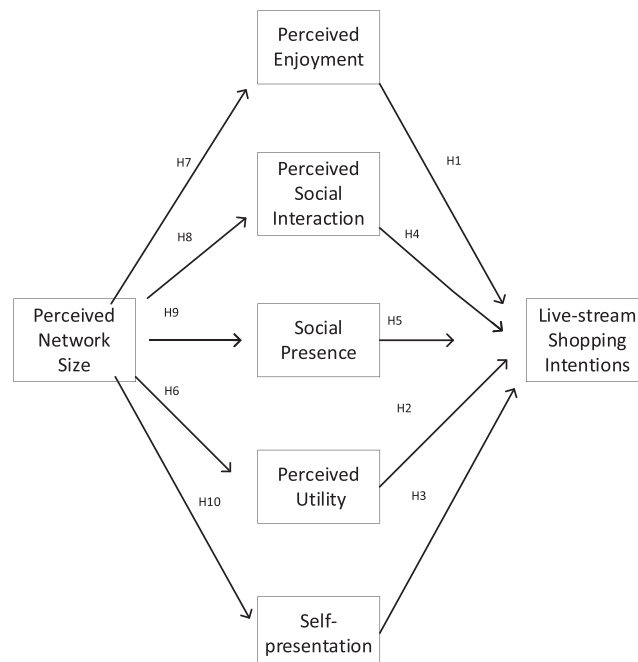 Perceived
Enjoyment
H7
H1
Perceived
Social
Interaction
H8
H4
Perceived
Network
Size
H9
Social
Presence
H5
Live-stream
Shopping
Intentions
H6
H2
Perceived
Utility
H10
H3
Self-
presentation